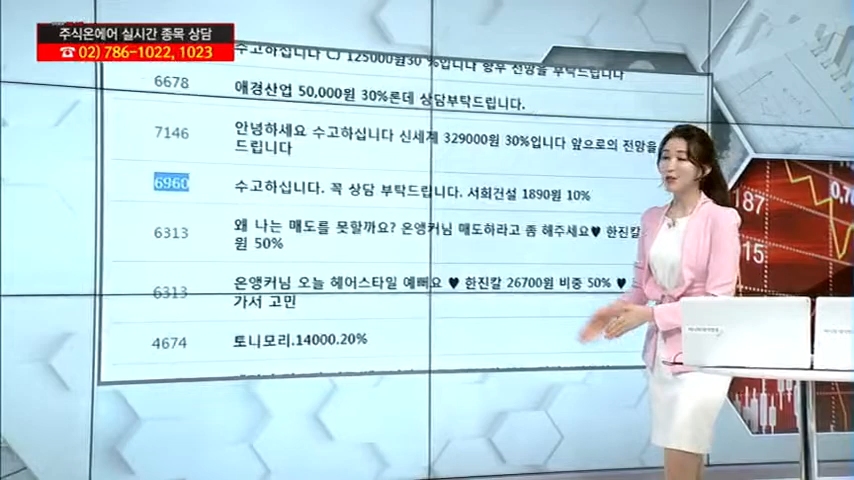 주식온에어 실시간 종목 상담
☎ 02) 786-1022, 1023
수고하십니다 125000원30%입니다 향후 전망을 부탁드립니다
6678 애경산업 50,000원 30%론데 상담부탁드립니다.
7146 안녕하세요 수고하십니다 신세계 329000원 30%입니다 앞으로의 전망을
드립니다
6960 수고하십니다. 꼭 상담 부탁드립니다. 서희건설 1890원 10%
6313 왜 나는 매도를 못할까요? 온앵커님 매도하라고 좀 해주세요♥ 한진칼
원 50%
6313 온앵커님 오늘 헤어스타일 예뻐요 ♥ 한진칼 26700원 비중 50% ♥
가서 고민
4674 토니모리.14000.20%
187
15
0.7